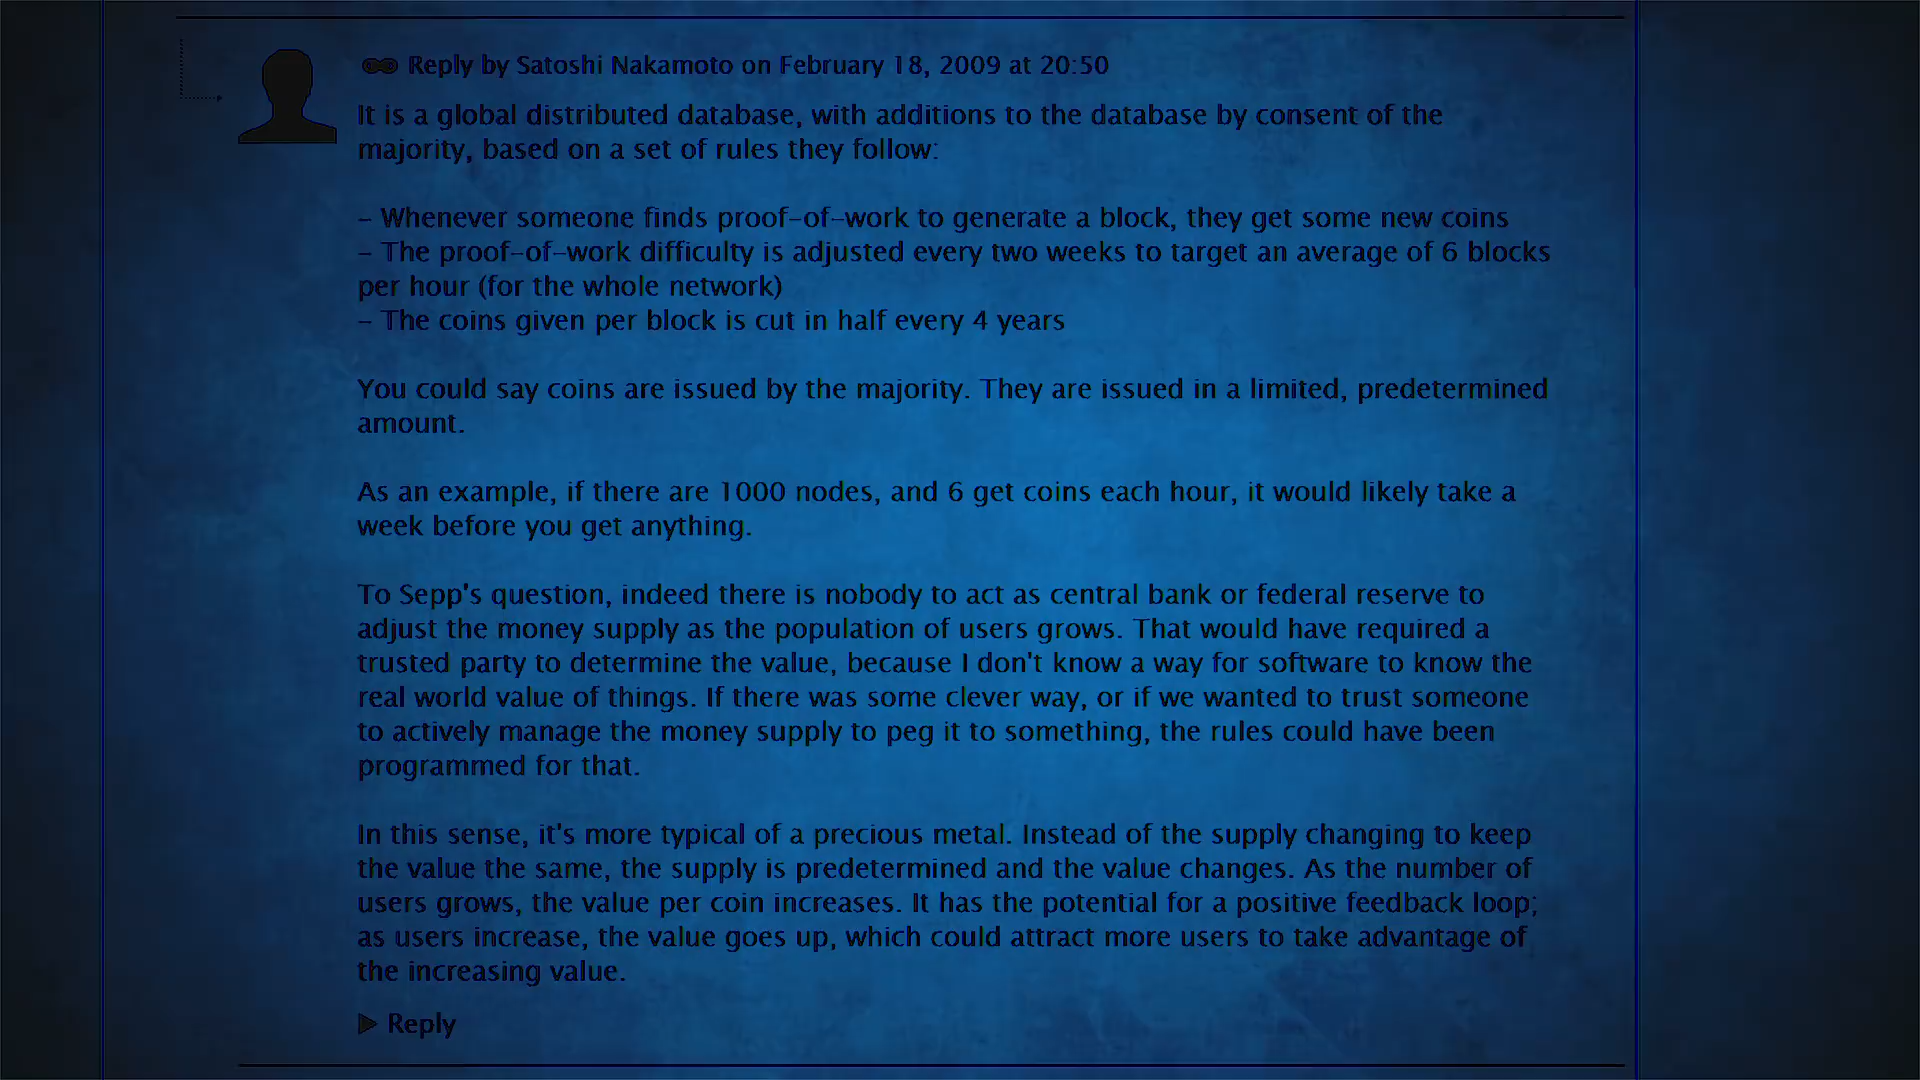 Reply by Satoshi Nakamoto on February 18, 2009 at 20:50
It is a global distributed database, with additions to the database by consent of the
majority, based on a set of rules they follow:
- Whenever someone finds proof-of-work to generate a block, they get some new coins
- The proof-of-work difficulty is adjusted every two weeks to target an average of 6 blocks
per hour (for the whole network)
- The coins given per block is cut in half every 4 years
You could say coins are issued by the majority. They are issued in a limited, predetermined
amount.
As an example, if there are 1000 nodes, and 6 get coins each hour, it would likely take a
week before you get anything.
To Sepp's question, indeed there is nobody to act as central bank or federal reserve to
adjust the money supply as the population of users grows. That would have required a
trusted party to determine the value, because I don't know a way for software to know the
real world value of things. If there was some clever way, or if we wanted to trust someone
to actively manage the money supply to peg it to something, the rules could have been
programmed for that.
In this sense, it's more typical of a precious metal. Instead of the supply changing to keep
the value the same, the supply is predetermined and the value changes. As the number of
users grows, the value per coin increases. It has the potential for a positive feedback loop;
as users increase, the value goes up, which could attract more users to take advantage of
the increasing value.
Reply